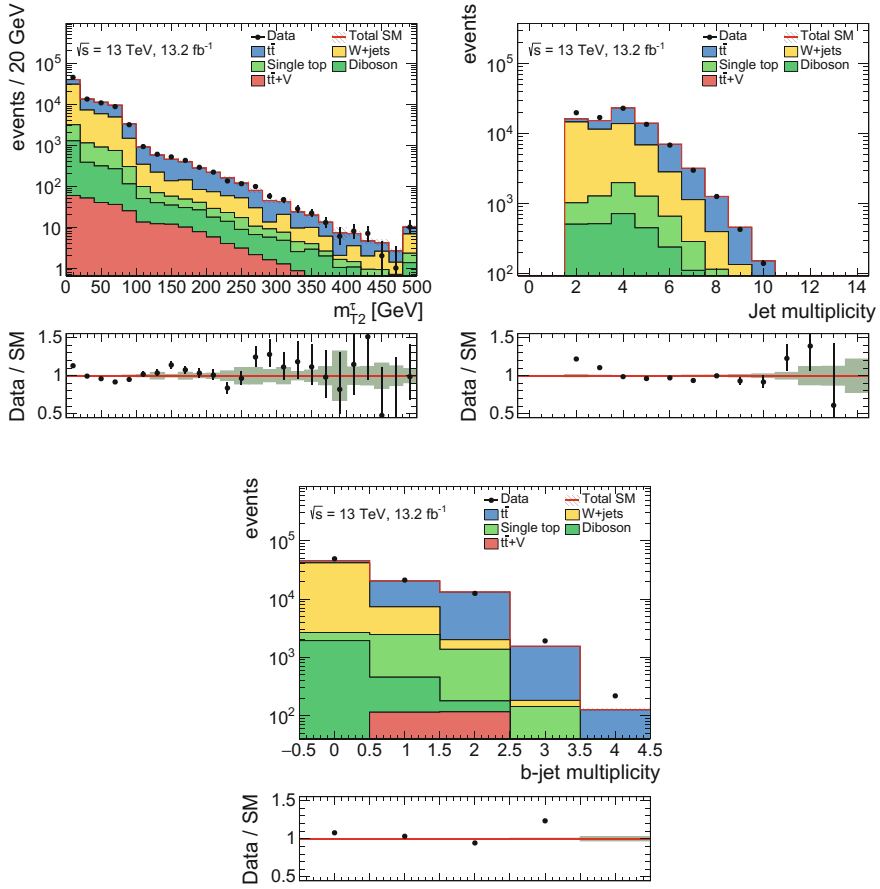 events / 20 GeV
√s = 13 TeV, 13.2 fb⁻¹
Data
Total SM
tt̄
W+jets
Single top
Diboson
tt̄+V
10⁵
10⁴
10³
10²
10
1
0 50 100 150 200 250 300 350 400 450 500
m_T2^τ [GeV]
Data / SM
1.5
1
0.5
events
√s = 13 TeV, 13.2 fb⁻¹
Data
Total SM
tt̄
W+jets
Single top
Diboson
tt̄+V
10⁵
10⁴
10³
10²
0 2 4 6 8 10 12 14
Jet multiplicity
Data / SM
1.5
1
0.5
events
√s = 13 TeV, 13.2 fb⁻¹
Data
Total SM
tt̄
W+jets
Single top
Diboson
tt̄+V
10⁵
10⁴
10³
10²
−0.5 0 0.5 1 1.5 2 2.5 3 3.5 4 4.5
b-jet multiplicity
Data / SM
1.5
1
0.5